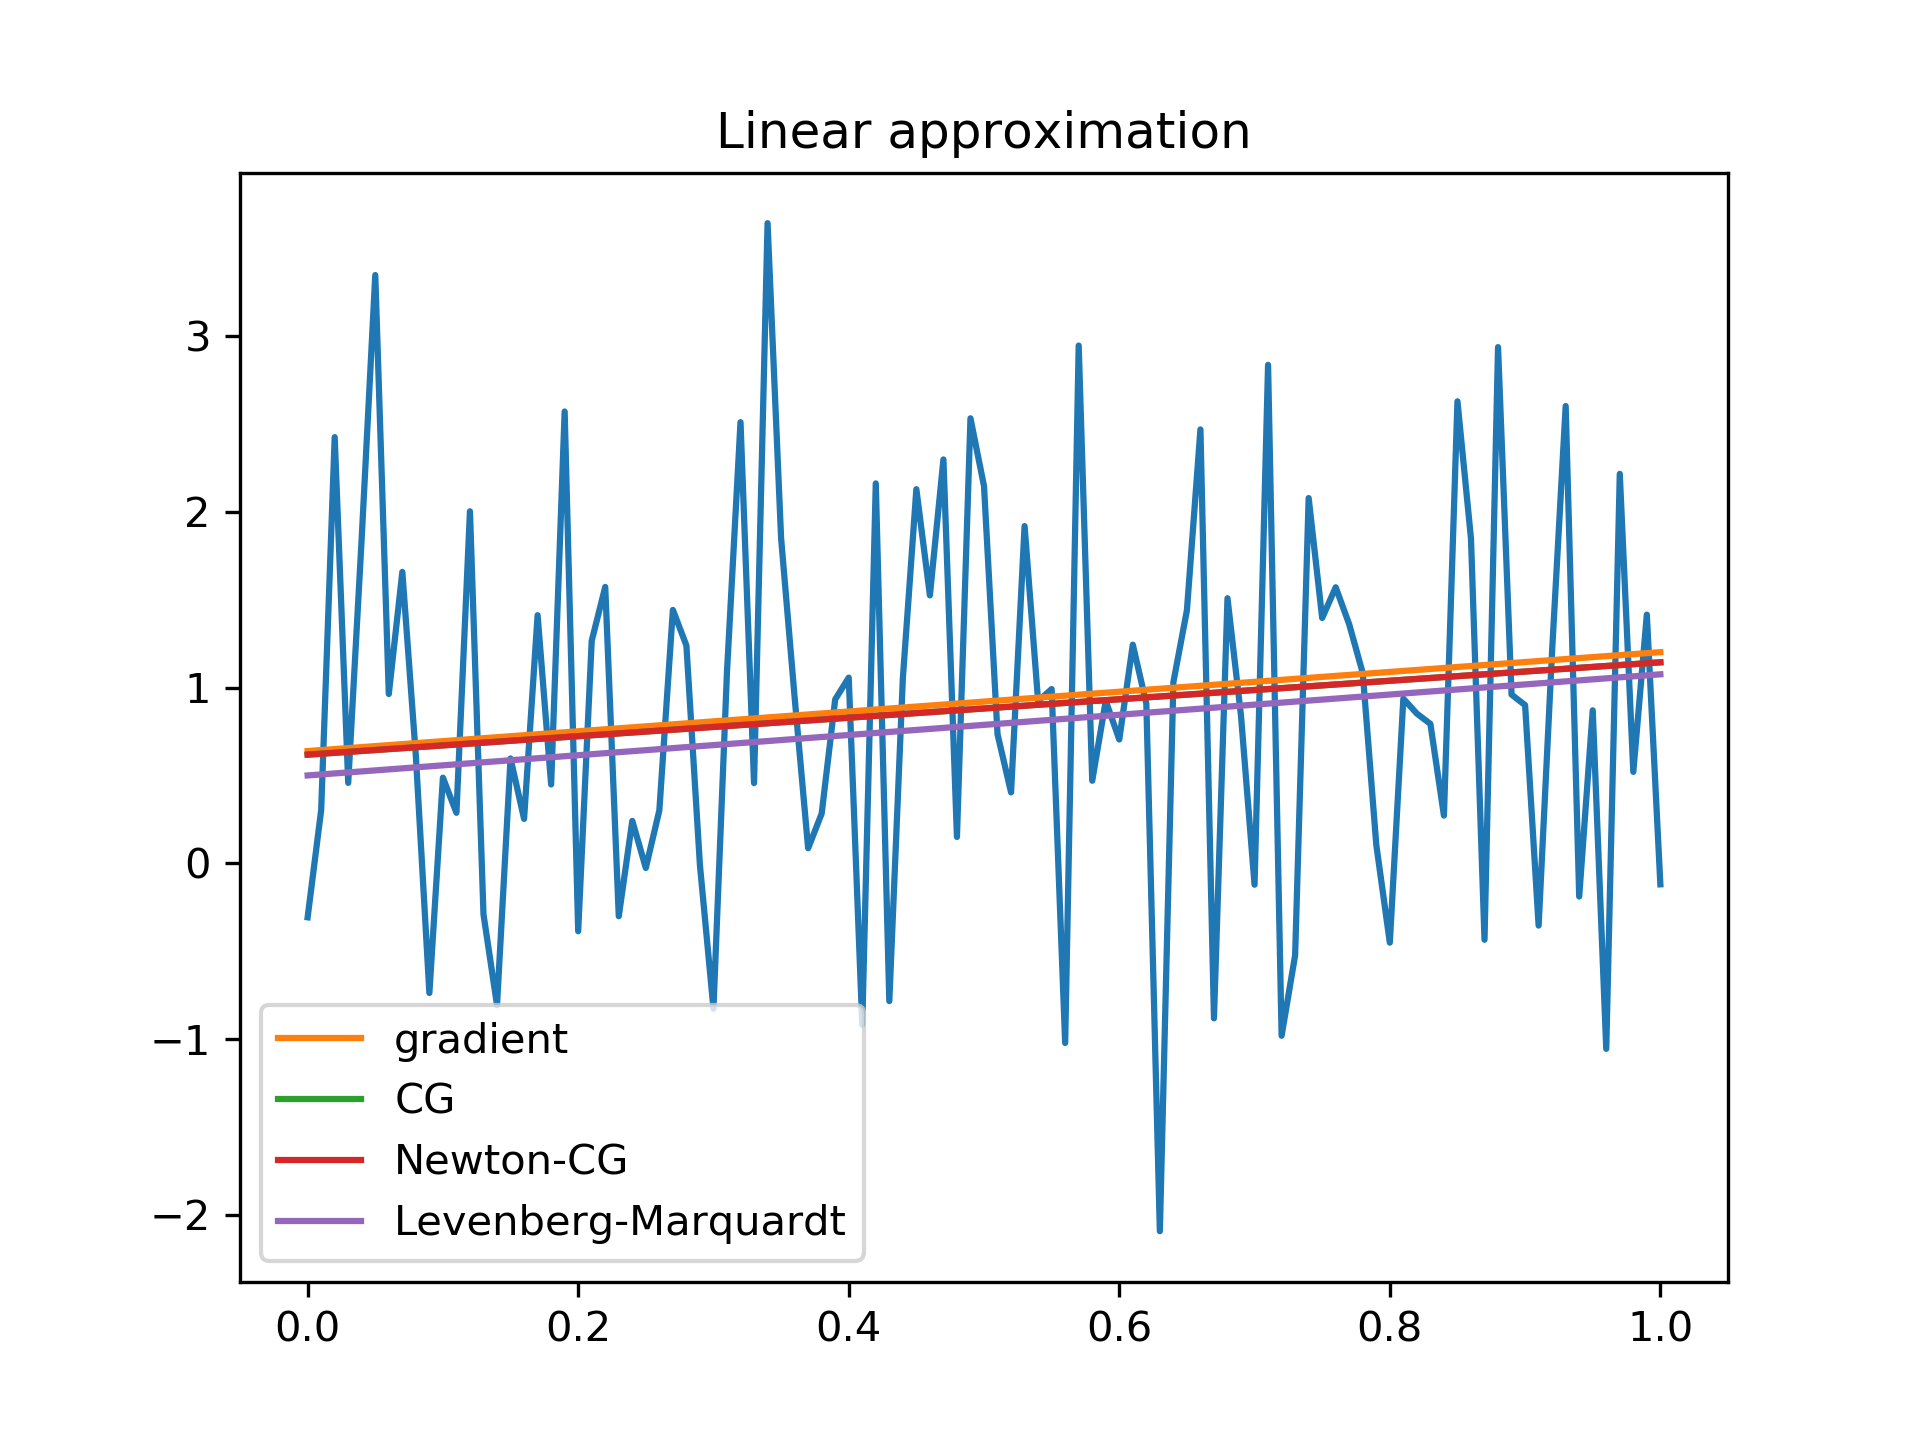 Linear approximation
3
2
1
0
−1
−2
gradient
CG
Newton-CG
Levenberg-Marquardt
0.0 0.2 0.4 0.6 0.8 1.0